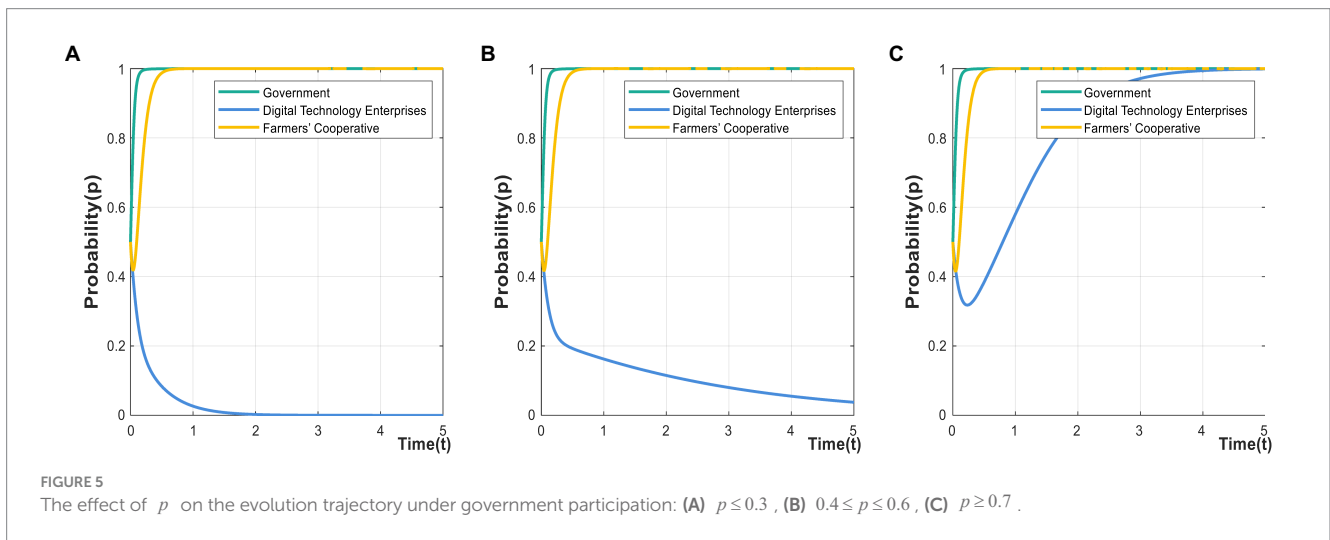 A
B
C
1
0.8
0.6
0.4
0.2
0
0
1
2
3
4
5
Probability(p)
Time(t)
Government
Digital Technology Enterprises
Farmers' Cooperative
1
0.8
0.6
0.4
0.2
0
0
1
2
3
4
5
Probability(p)
Time(t)
Government
Digital Technology Enterprises
Farmers' Cooperative
1
0.8
0.6
0.4
0.2
0
0
1
2
3
4
5
Probability(p)
Time(t)
Government
Digital Technology Enterprises
Farmers' Cooperative
FIGURE 5
The effect of p on the evolution trajectory under government participation: (A) p ≤ 0.3 , (B) 0.4 ≤ p ≤ 0.6 , (C) p ≥ 0.7 .